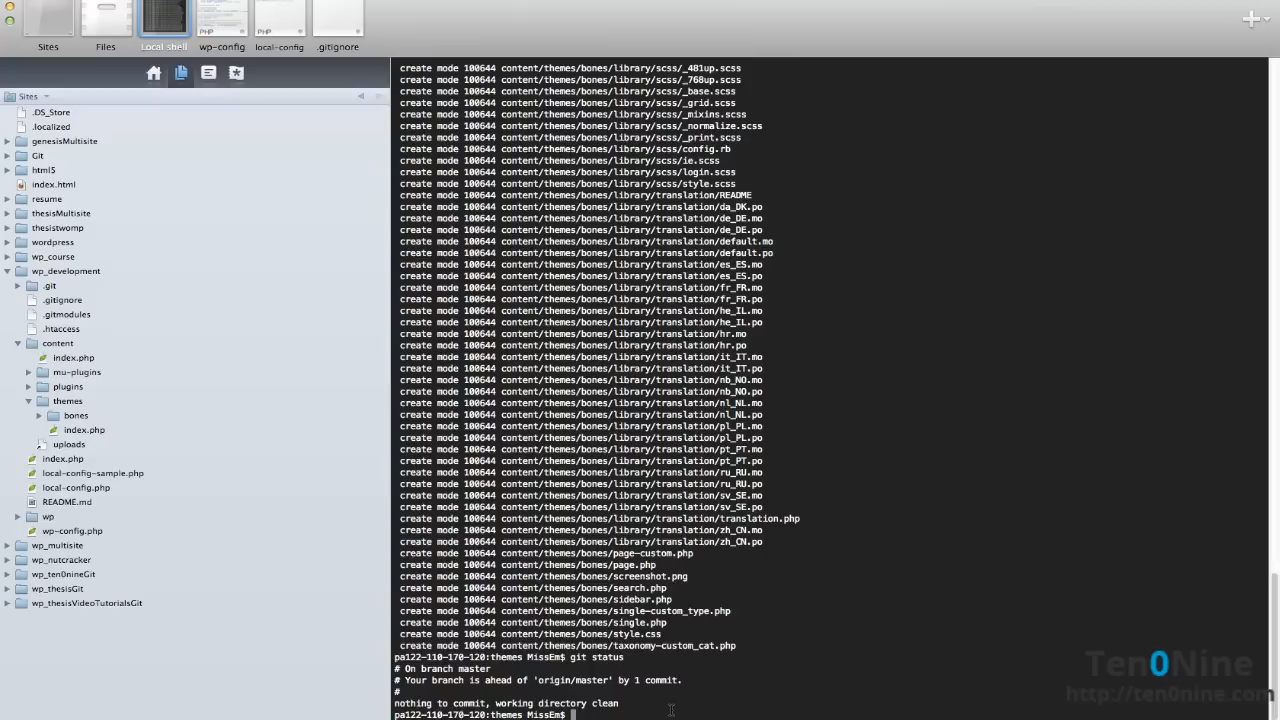 PHP
PHP
Sites
Files
Local shell
wp-config
local-config
.gitignore
Sites
.DS_Store
.localized
genesisMultisite
Git
html5
index.html
resume
thesisMultisite
thesistwomp
wordpress
wp_course
wp_development
.git
.gitignore
.gitmodules
.htaccess
content
index.php
mu-plugins
plugins
themes
bones
index.php
uploads
index.php
local-config-sample.php
local-config.php
README.md
wp
wp-config.php
wp_multisite
wp_nutcracker
wp_ten0nineGit
wp_thesisGit
wp_thesisVideoTutorialsGit
create mode 100644 content/themes/bones/library/scss/_481up.scss
create mode 100644 content/themes/bones/library/scss/_768up.scss
create mode 100644 content/themes/bones/library/scss/_base.scss
create mode 100644 content/themes/bones/library/scss/_grid.scss
create mode 100644 content/themes/bones/library/scss/_mixins.scss
create mode 100644 content/themes/bones/library/scss/_normalize.scss
create mode 100644 content/themes/bones/library/scss/_print.scss
create mode 100644 content/themes/bones/library/scss/config.rb
create mode 100644 content/themes/bones/library/scss/ie.scss
create mode 100644 content/themes/bones/library/scss/login.scss
create mode 100644 content/themes/bones/library/scss/style.scss
create mode 100644 content/themes/bones/library/translation/README
create mode 100644 content/themes/bones/library/translation/da_DK.po
create mode 100644 content/themes/bones/library/translation/de_DE.mo
create mode 100644 content/themes/bones/library/translation/de_DE.po
create mode 100644 content/themes/bones/library/translation/default.mo
create mode 100644 content/themes/bones/library/translation/default.po
create mode 100644 content/themes/bones/library/translation/es_ES.mo
create mode 100644 content/themes/bones/library/translation/es_ES.po
create mode 100644 content/themes/bones/library/translation/fr_FR.mo
create mode 100644 content/themes/bones/library/translation/fr_FR.po
create mode 100644 content/themes/bones/library/translation/he_IL.mo
create mode 100644 content/themes/bones/library/translation/he_IL.po
create mode 100644 content/themes/bones/library/translation/hr.mo
create mode 100644 content/themes/bones/library/translation/hr.po
create mode 100644 content/themes/bones/library/translation/it_IT.mo
create mode 100644 content/themes/bones/library/translation/it_IT.po
create mode 100644 content/themes/bones/library/translation/nb_NO.mo
create mode 100644 content/themes/bones/library/translation/nb_NO.po
create mode 100644 content/themes/bones/library/translation/nl_NL.mo
create mode 100644 content/themes/bones/library/translation/nl_NL.po
create mode 100644 content/themes/bones/library/translation/pl_PL.mo
create mode 100644 content/themes/bones/library/translation/pl_PL.po
create mode 100644 content/themes/bones/library/translation/pt_PT.mo
create mode 100644 content/themes/bones/library/translation/pt_PT.po
create mode 100644 content/themes/bones/library/translation/ru_RU.mo
create mode 100644 content/themes/bones/library/translation/ru_RU.po
create mode 100644 content/themes/bones/library/translation/sv_SE.mo
create mode 100644 content/themes/bones/library/translation/sv_SE.po
create mode 100644 content/themes/bones/library/translation/translation.php
create mode 100644 content/themes/bones/library/translation/zh_CN.mo
create mode 100644 content/themes/bones/library/translation/zh_CN.po
create mode 100644 content/themes/bones/page-custom.php
create mode 100644 content/themes/bones/page.php
create mode 100644 content/themes/bones/screenshot.png
create mode 100644 content/themes/bones/search.php
create mode 100644 content/themes/bones/sidebar.php
create mode 100644 content/themes/bones/single-custom_type.php
create mode 100644 content/themes/bones/single.php
create mode 100644 content/themes/bones/style.css
create mode 100644 content/themes/bones/taxonomy-custom_cat.php
pa122-110-170-120:themes MissEm$ git status
# On branch master
# Your branch is ahead of 'origin/master' by 1 commit.
#
nothing to commit, working directory clean
pa122-110-170-120:themes MissEm$
Ten0Nine
http://ten0nine.com/